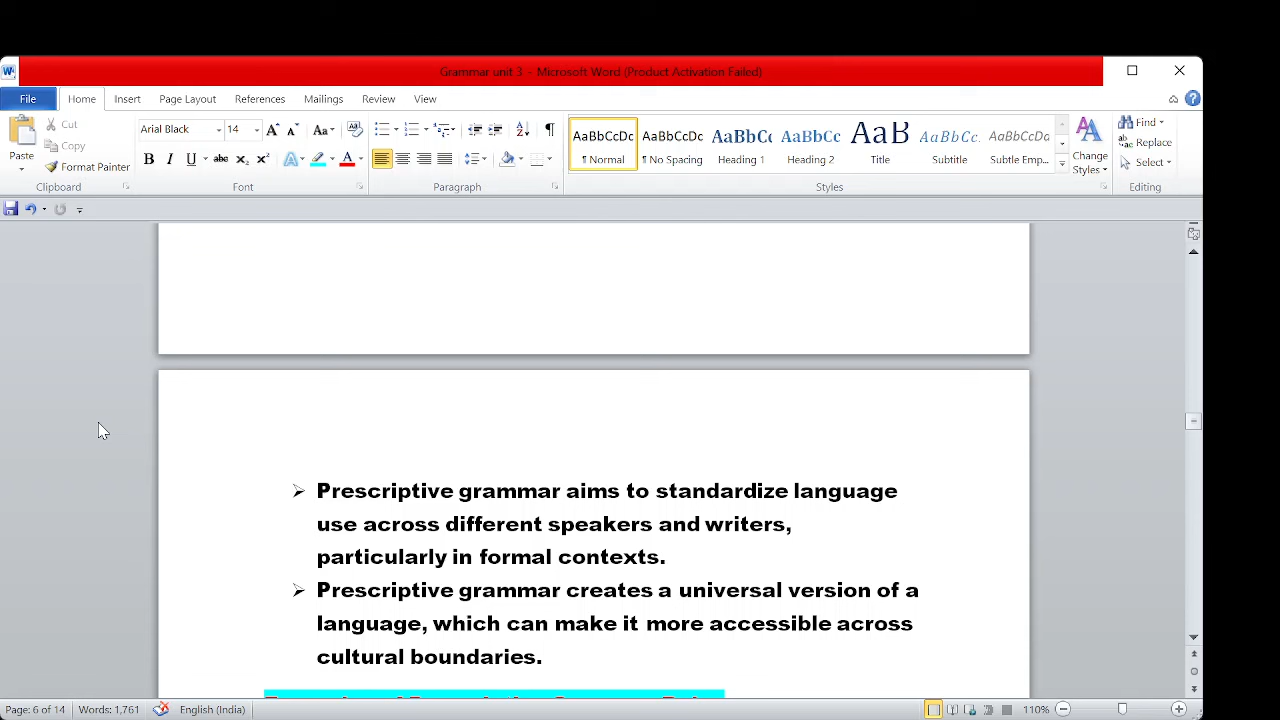 Grammar unit 3 - Microsoft Word (Product Activation Failed)
File Home Insert Page Layout References Mailings Review View
Paste
Cut
Copy
Format Painter
Clipboard
Arial Black 14
Font
Paragraph
AaBbCcDc AaBbCcDc AaBbCc AaBbCc AaB AaBbCc. AaBbCcDc
¶ Normal ¶ No Spacing Heading 1 Heading 2 Title Subtitle Subtle Emp...
Styles
Change
Styles
Find
Replace
Select
Editing
Prescriptive grammar aims to standardize language
use across different speakers and writers,
particularly in formal contexts.
Prescriptive grammar creates a universal version of a
language, which can make it more accessible across
cultural boundaries.
Page: 6 of 14 Words: 1,761 English (India) 110%